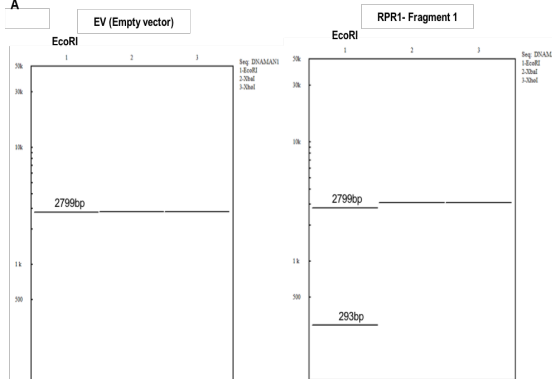 A
EV (Empty vector)
EcoRI
1 2 3
50k
30k
10k
1 k
500
2799bp
Seq: DNAMAN1
1-EcoRI
2-XbaI
3-XhoI
RPR1- Fragment 1
EcoRI
1 2 3
50k
30k
10k
1 k
500
2799bp
293bp
Seq: DNAM
1-EcoRI
2-XbaI
3-XhoI